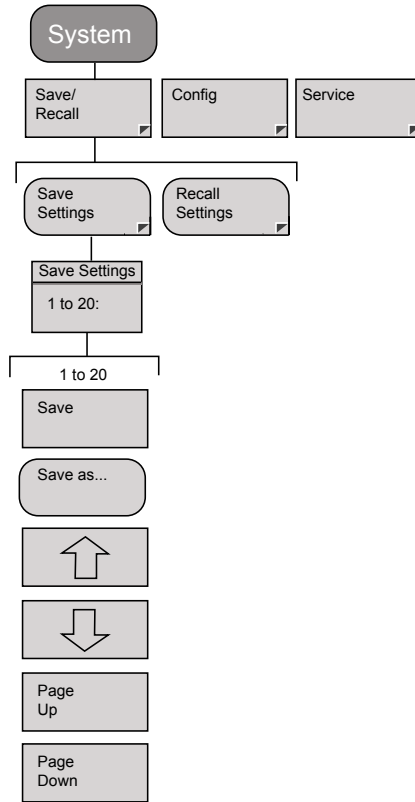 System
Save/
Recall
Config
Service
Save
Settings
Recall
Settings
Save Settings
1 to 20:
1 to 20
Save
Save as...
Page
Up
Page
Down